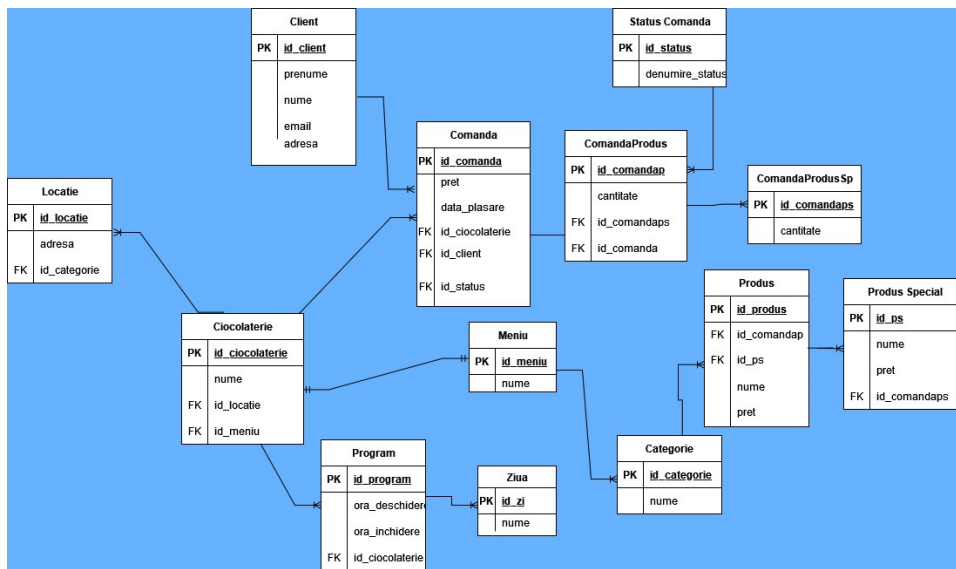 Client
PK id_client
prenume
nume
email
adresa
Status Comanda
PK id_status
denumire_status
Comanda
PK id_comanda
pret
data_plasare
FK id_ciocolaterie
FK id_client
FK id_status
ComandaProdus
PK id_comandap
cantitate
FK id_comandaps
FK id_comanda
ComandaProdusSp
PK id_comandaps
cantitate
Locatie
PK id_locatie
adresa
FK id_categorie
Ciocolaterie
PK id_ciocolaterie
nume
FK id_locatie
FK id_meniu
Meniu
PK id_meniu
nume
Produs
PK id_produs
FK id_comandap
FK id_ps
nume
pret
Produs Special
PK id_ps
nume
pret
FK id_comandaps
Program
PK id_program
ora_deschidere
ora_inchidere
FK id_ciocolaterie
Ziua
PK id_zi
nume
Categorie
PK id_categorie
nume